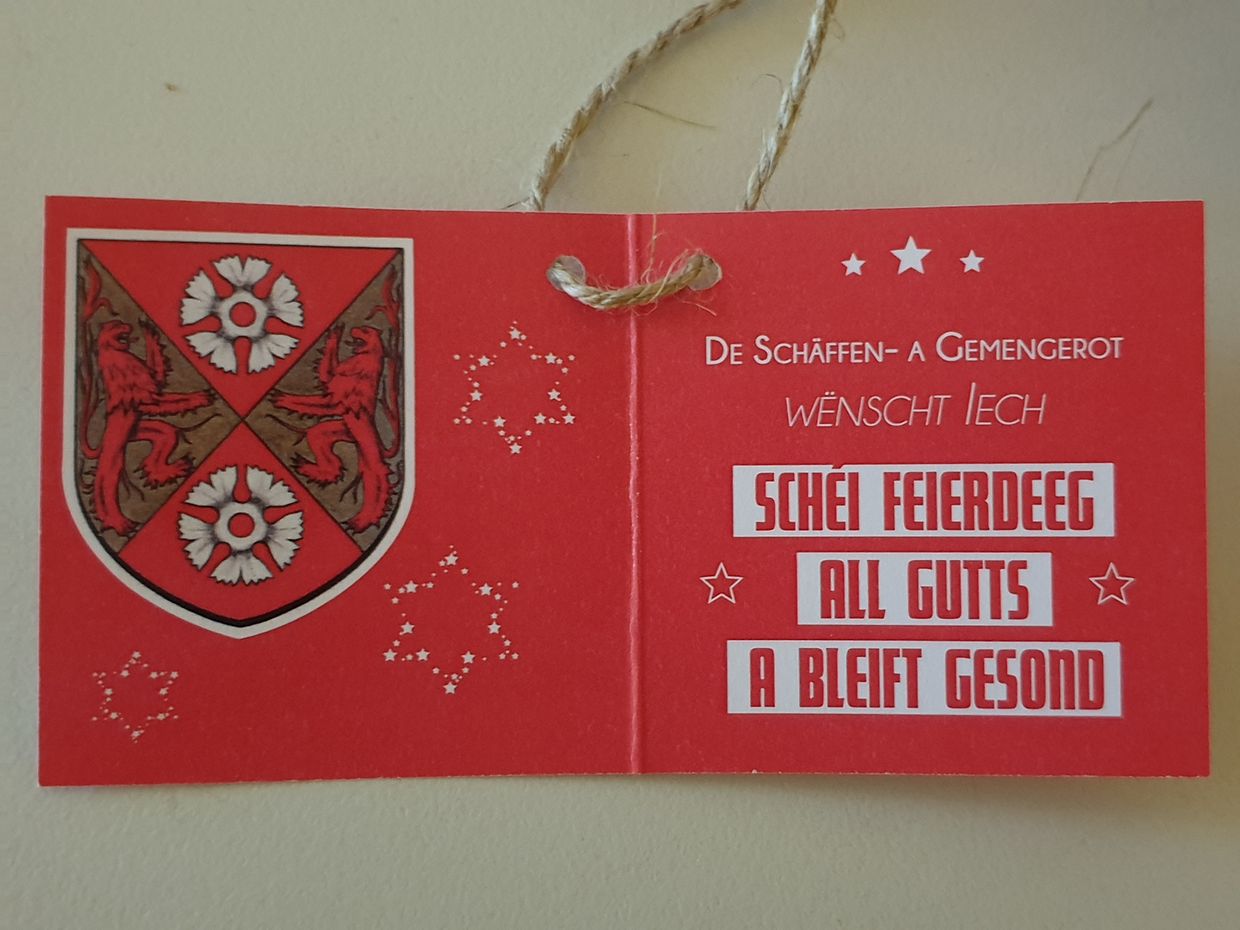 De Schäffen- a Gemengerot
wënscht Iech
SCHÉI FEIERDEEG
ALL GUTTS
A BLEIFT GESOND